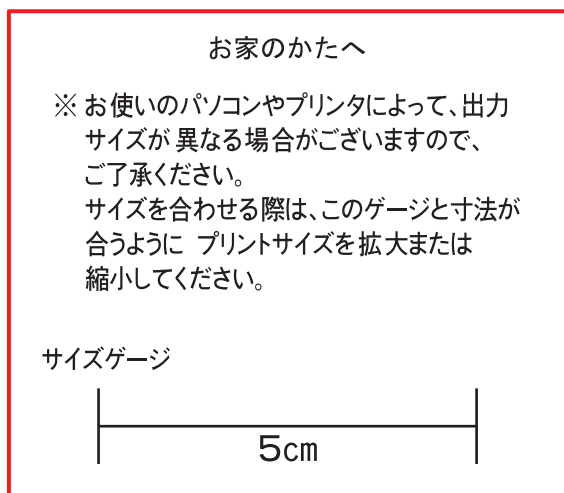 お家のかたへ
※ お使いのパソコンやプリンタによって、出力
サイズが異なる場合がございますので、
ご了承ください。
サイズを合わせる際は、このゲージと寸法が
合うように プリントサイズを拡大または
縮小してください。
サイズゲージ
5cm